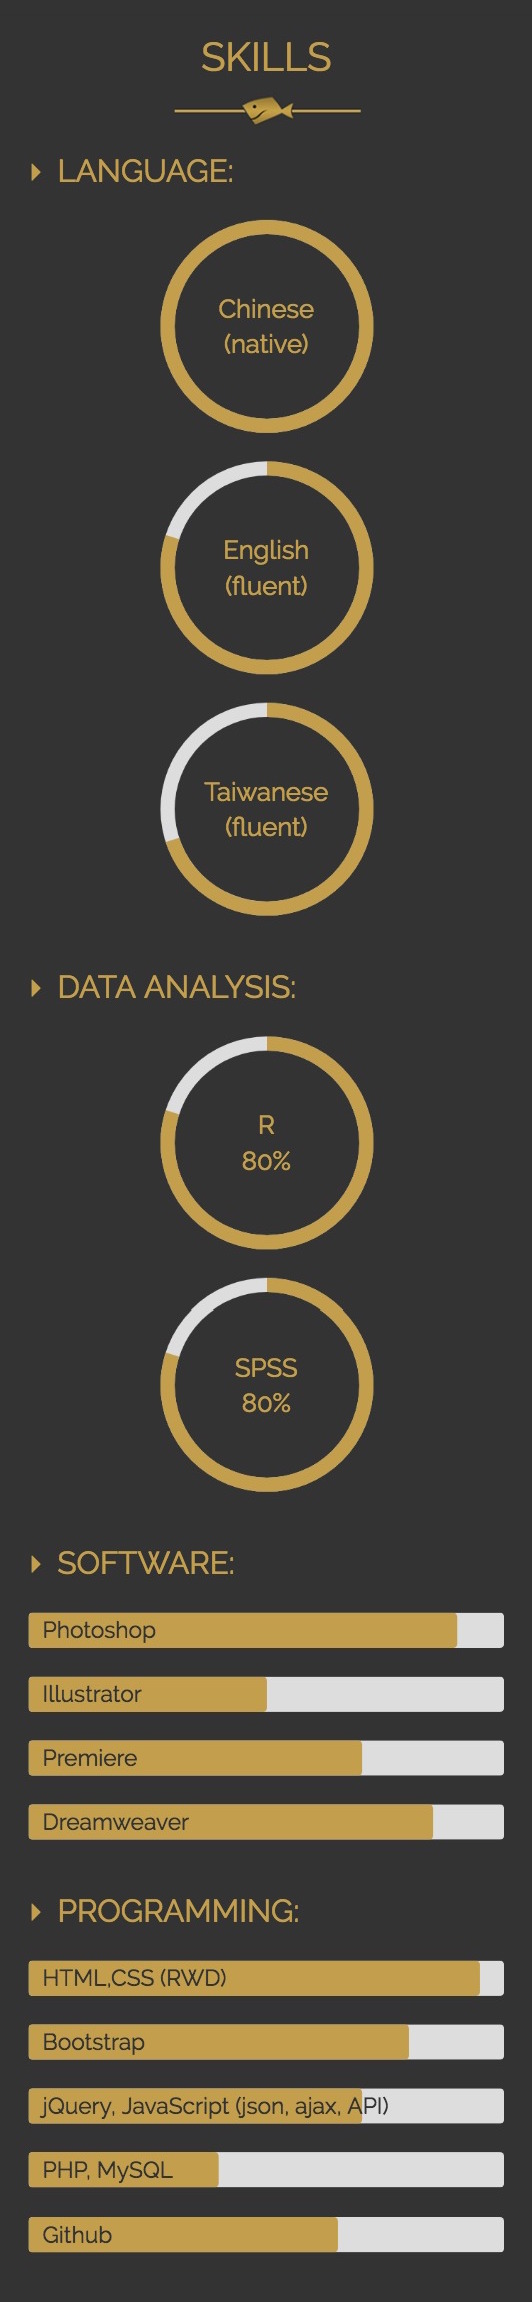 SKILLS
LANGUAGE:
Chinese
(native)
English
(fluent)
Taiwanese
(fluent)
DATA ANALYSIS:
R
80%
SPSS
80%
SOFTWARE:
Photoshop
Illustrator
Premiere
Dreamweaver
PROGRAMMING:
HTML,CSS (RWD)
Bootstrap
jQuery, JavaScript (json, ajax, API)
PHP, MySQL
Github